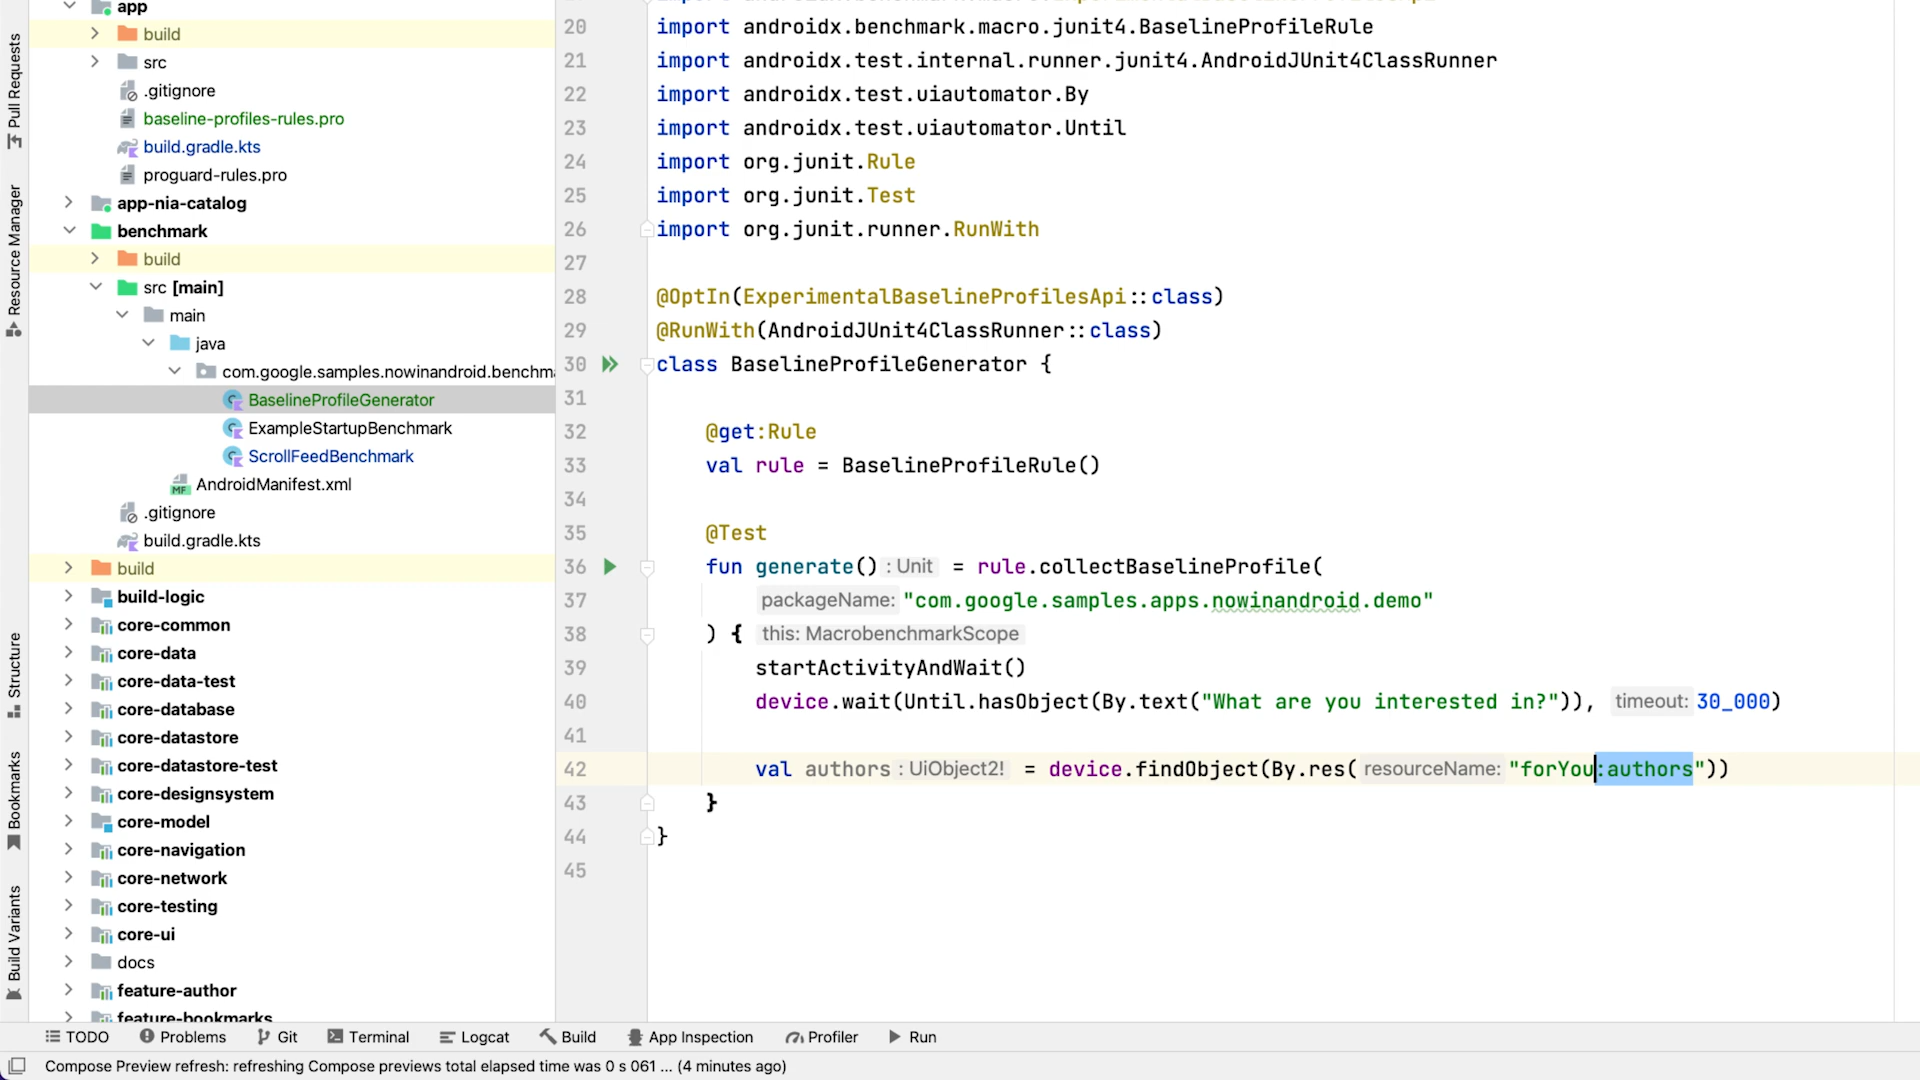 Pull Requests
Resource Manager
Structure
Bookmarks
Build Variants
app
build
src
.gitignore
baseline-profiles-rules.pro
build.gradle.kts
proguard-rules.pro
app-nia-catalog
benchmark
build
src [main]
main
java
com.google.samples.nowinandroid.benchm
BaselineProfileGenerator
ExampleStartupBenchmark
ScrollFeedBenchmark
AndroidManifest.xml
.gitignore
build.gradle.kts
build
build-logic
core-common
core-data
core-data-test
core-database
core-datastore
core-datastore-test
core-designsystem
core-model
core-navigation
core-network
core-testing
core-ui
docs
feature-author
feature-bookmarks
20 import androidx.benchmark.macro.junit4.BaselineProfileRule
21 import androidx.test.internal.runner.junit4.AndroidJUnit4ClassRunner
22 import androidx.test.uiautomator.By
23 import androidx.test.uiautomator.Until
24 import org.junit.Rule
25 import org.junit.Test
26 import org.junit.runner.RunWith
27
28 @OptIn(ExperimentalBaselineProfilesApi::class)
29 @RunWith(AndroidJUnit4ClassRunner::class)
30 class BaselineProfileGenerator {
31
32 @get:Rule
33 val rule = BaselineProfileRule()
34
35 @Test
36 fun generate() : Unit = rule.collectBaselineProfile(
37 packageName: "com.google.samples.apps.nowinandroid.demo"
38 ) { this: MacrobenchmarkScope
39 startActivityAndWait()
40 device.wait(Until.hasObject(By.text("What are you interested in?")), timeout: 30_000)
41
42 val authors : UiObject2! = device.findObject(By.res( resourceName: "forYou:authors"))
43 }
44 }
45
TODO Problems Git Terminal Logcat Build App Inspection Profiler Run
Compose Preview refresh: refreshing Compose previews total elapsed time was 0 s 061 ... (4 minutes ago)